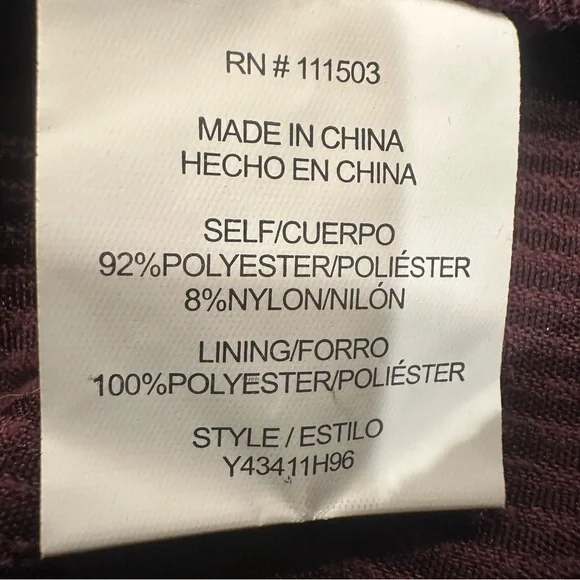 RN # 111503
MADE IN CHINA
HECHO EN CHINA
SELF/CUERPO
92%POLYESTER/POLIÉSTER
8%NYLON/NILÓN
LINING/FORRO
100%POLYESTER/POLIÉSTER
STYLE / ESTILO
Y43411H96